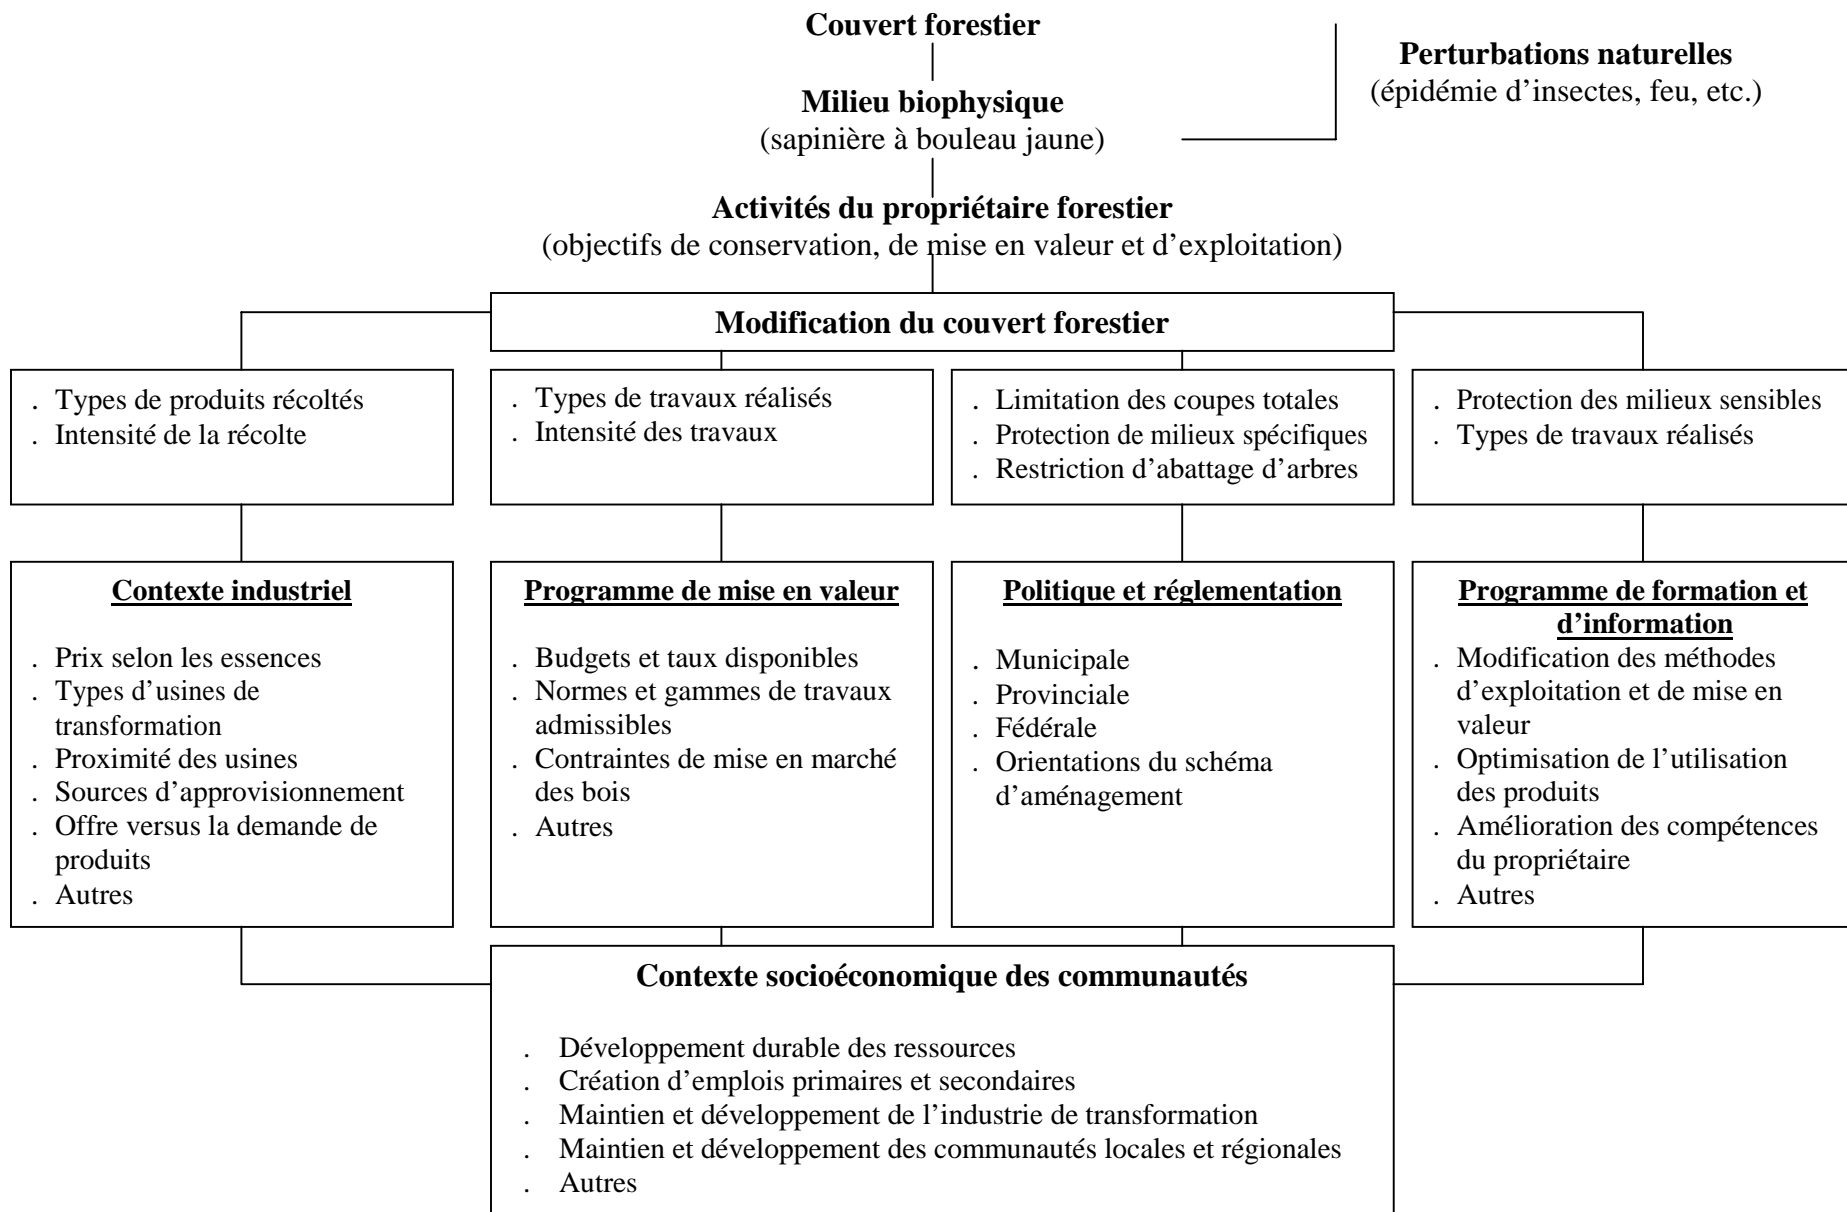 Couvert forestier
Perturbations naturelles
(épidémie d’insectes, feu, etc.)
Milieu biophysique
(sapinière à bouleau jaune)
Activités du propriétaire forestier
(objectifs de conservation, de mise en valeur et d’exploitation)
Modification du couvert forestier
. Types de produits récoltés
. Intensité de la récolte
. Types de travaux réalisés
. Intensité des travaux
. Limitation des coupes totales
. Protection de milieux spécifiques
. Restriction d’abattage d’arbres
. Protection des milieux sensibles
. Types de travaux réalisés
Contexte industriel
. Prix selon les essences
. Types d’usines de
transformation
. Proximité des usines
. Sources d’approvisionnement
. Offre versus la demande de
produits
. Autres
Programme de mise en valeur
. Budgets et taux disponibles
. Normes et gammes de travaux
admissibles
. Contraintes de mise en marché
des bois
. Autres
Politique et réglementation
. Municipale
. Provinciale
. Fédérale
. Orientations du schéma
d’aménagement
Programme de formation et
d’information
. Modification des méthodes
d’exploitation et de mise en
valeur
. Optimisation de l’utilisation
des produits
. Amélioration des compétences
du propriétaire
. Autres
Contexte socioéconomique des communautés
. Développement durable des ressources
. Création d’emplois primaires et secondaires
. Maintien et développement de l’industrie de transformation
. Maintien et développement des communautés locales et régionales
. Autres